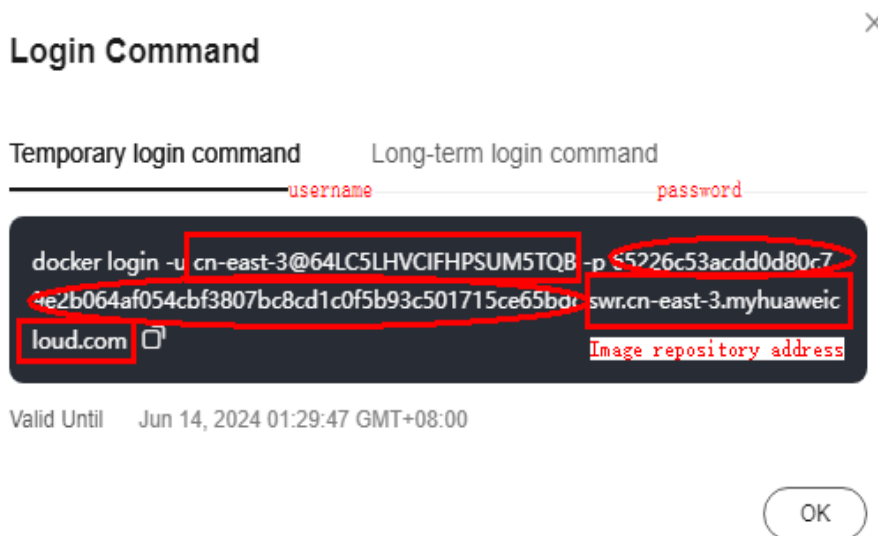 Login Command
Temporary login command Long-term login command
username password
docker login -u cn-east-3@64LC5LHVCIFHPSUM5TQB -p 65226c53acdd0d80c7
4e2b064af054cbf3807bc8cd1c0f5b93c501715ce65bdc swr.cn-east-3.myhuaweic
loud.com
Image repository address
Valid Until Jun 14, 2024 01:29:47 GMT+08:00
OK